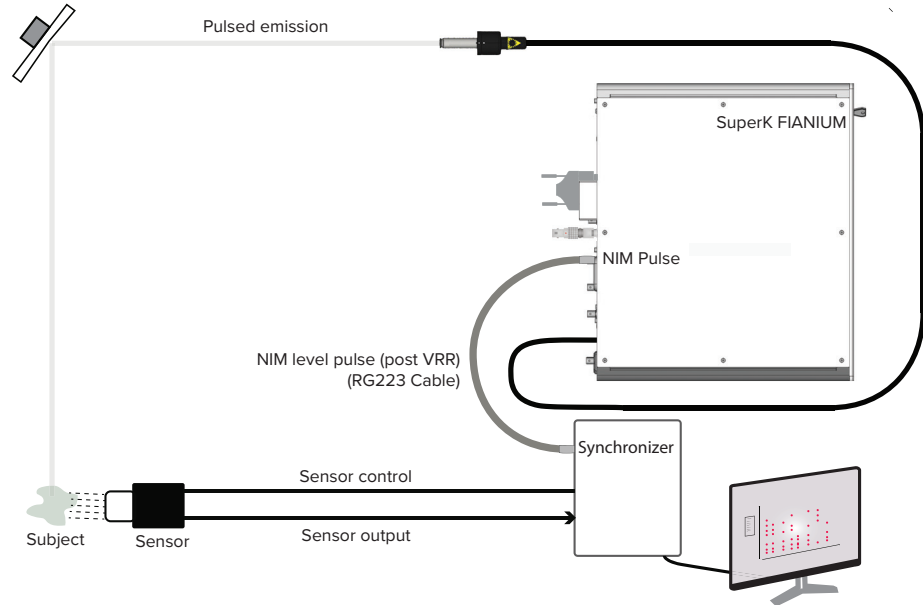 Pulsed emission
SuperK FIANIUM
NIM Pulse
NIM level pulse (post VRR)
(RG223 Cable)
Synchronizer
Sensor control
Sensor output
Subject
Sensor